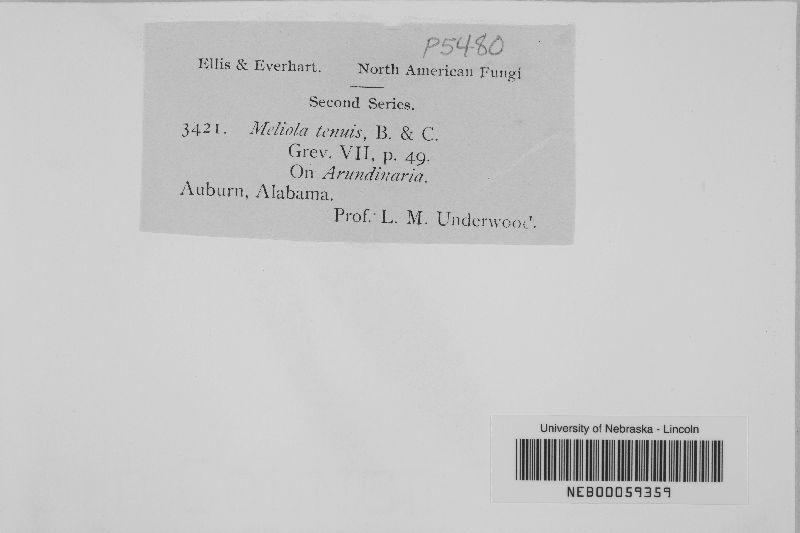 P5480
Ellis & Everhart. North American Fungi
Second Series.
3421. Meliola tenuis, B. & C.
Grev. VII, p. 49.
On Arundinaria.
Auburn, Alabama.
Prof. L. M. Underwood.
University of Nebraska - Lincoln
NEB00059359